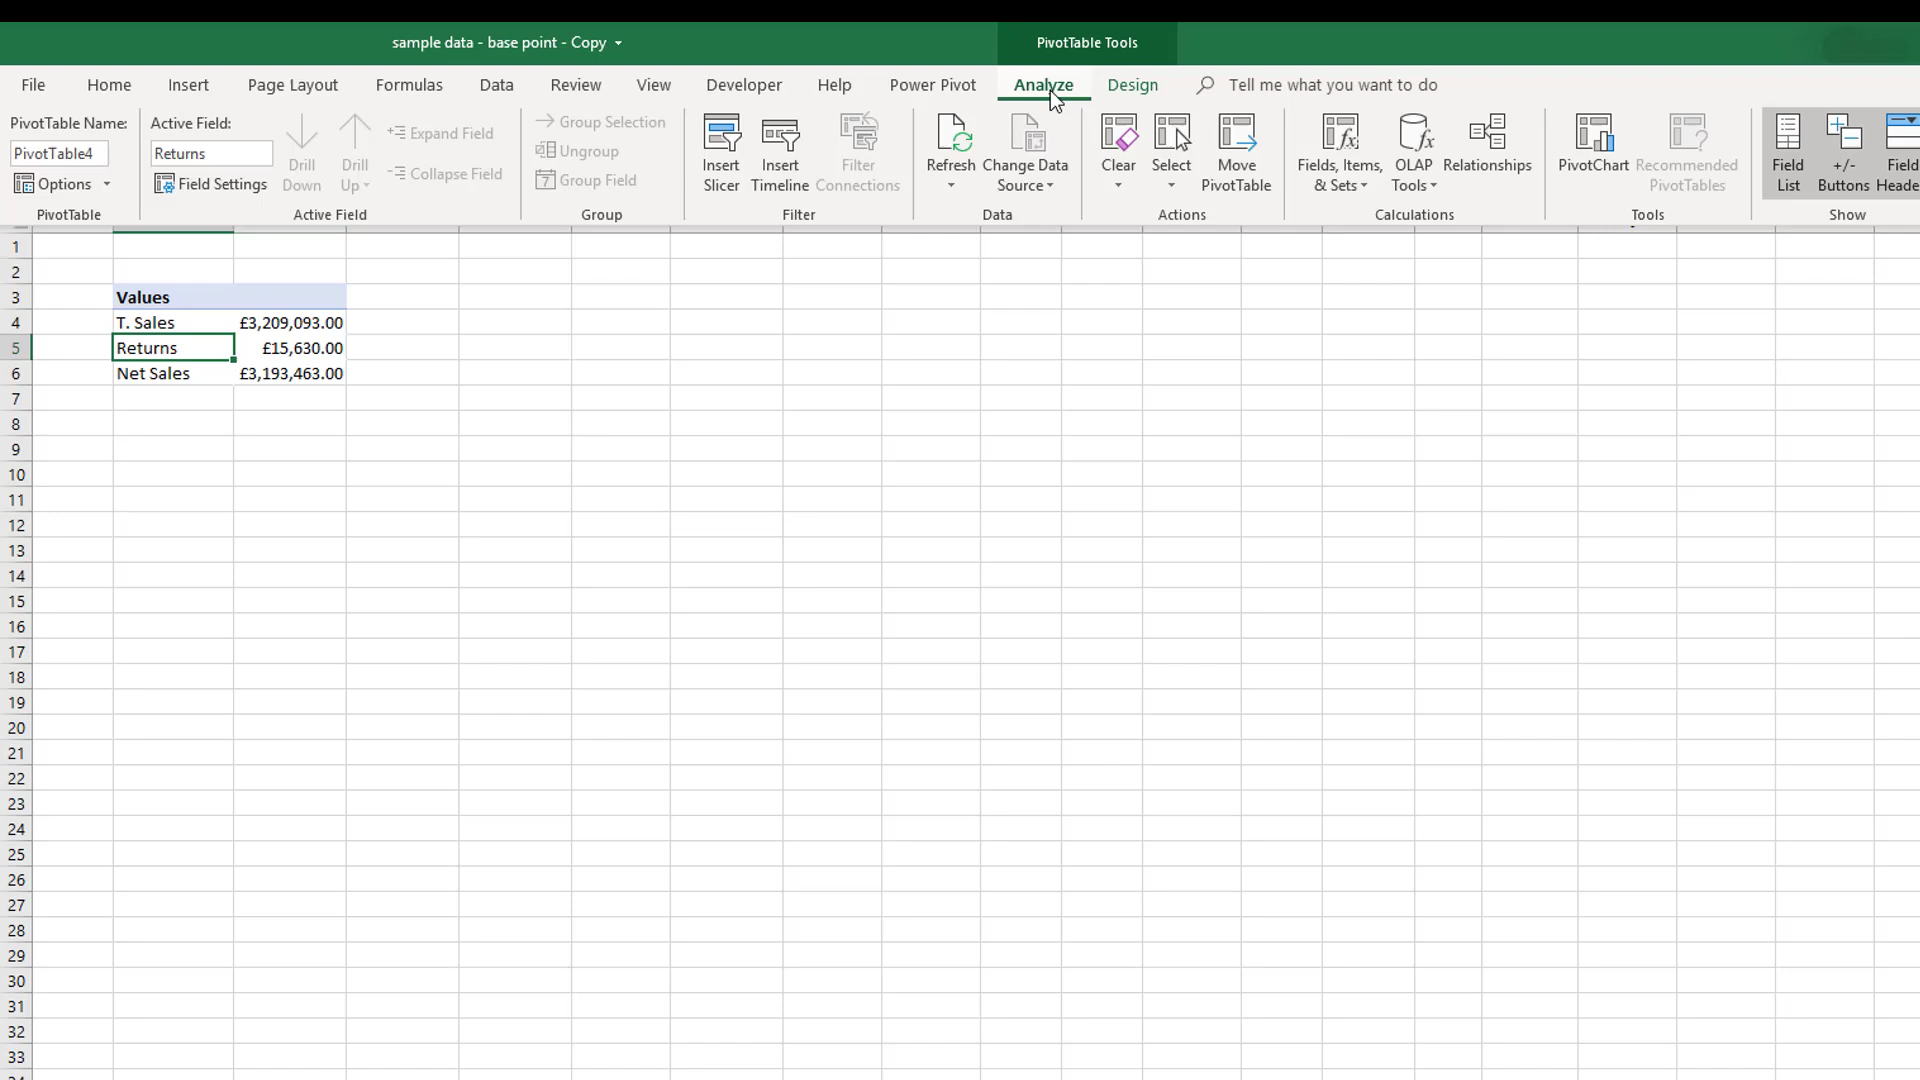 sample data - base point - Copy
PivotTable Tools
File Home Insert Page Layout Formulas Data Review View Developer Help Power Pivot Analyze Design Tell me what you want to do
PivotTable Name:
PivotTable4
Options
PivotTable
Active Field:
Returns
Field Settings
Drill
Down
Drill
Up
Expand Field
Collapse Field
Active Field
Group Selection
Ungroup
7 Group Field
Group
Insert
Slicer
Insert
Timeline
Filter
Connections
Filter
Refresh
Change Data
Source
Data
Clear
Select
Move
PivotTable
Actions
Fields, Items,
& Sets
OLAP
Tools
Relationships
Calculations
PivotChart
Recommended
PivotTables
Tools
Field
List
+/-
Buttons
Field
Heade
Show
1
2
3 Values
4 T. Sales £3,209,093.00
5 Returns £15,630.00
6 Net Sales £3,193,463.00
7
8
9
10
11
12
13
14
15
16
17
18
19
20
21
22
23
24
25
26
27
28
29
30
31
32
33